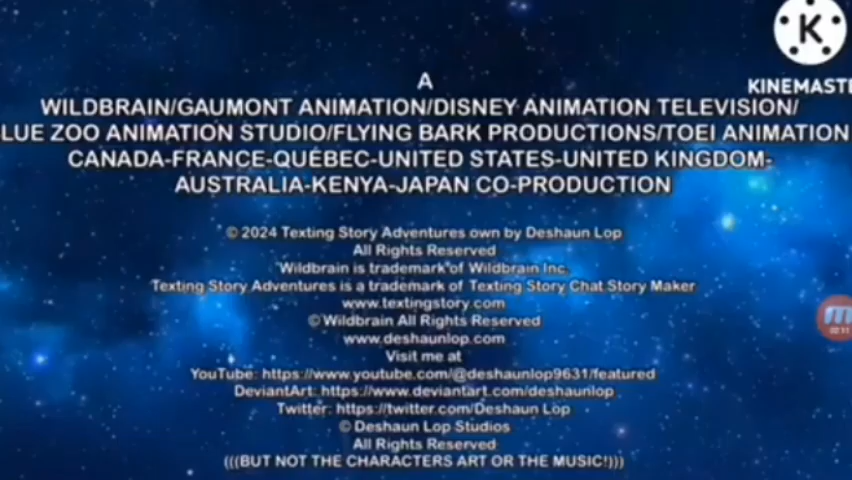 K
KINEMASTE
A
WILDBRAIN/GAUMONT ANIMATION/DISNEY ANIMATION TELEVISION/
LUE ZOO ANIMATION STUDIO/FLYING BARK PRODUCTIONS/TOEI ANIMATION
CANADA-FRANCE-QUÉBEC-UNITED STATES-UNITED KINGDOM-
AUSTRALIA-KENYA-JAPAN CO-PRODUCTION
© 2024 Texting Story Adventures own by Deshaun Lop
All Rights Reserved
"Wildbrain is trademark"of Wildbrain Inc.
Texting Story Adventures is a trademark of Texting Story Chat Story Maker
www.textingstory.com
© Wildbrain All Rights Reserved
www.deshaunlop.com
Visit me at
YouTube: https://www.youtube.com/@deshaunlop9631/featured
DeviantArt: https://www.deviantart.com/deshaunlop
Twitter: https://twitter.com/Deshaun Lop
© Deshaun Lop Studios
All Rights Reserved
(((BUT NOT THE CHARACTERS ART OR THE MUSIC!)))
02:11